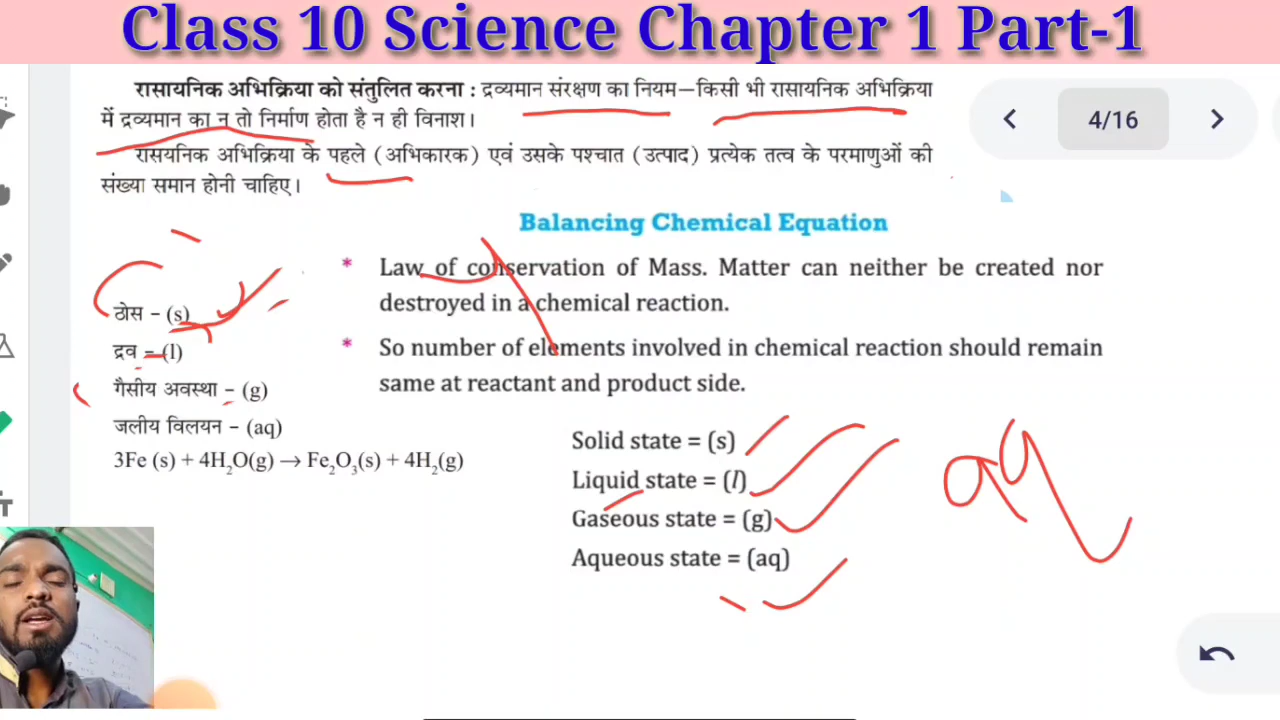 Class 10 Science Chapter 1 Part-1
रासायनिक अभिक्रिया को संतुलित करना : द्रव्यमान संरक्षण का नियम–किसी भी रासायनिक अभिक्रिया
में द्रव्यमान का न तो निर्माण होता है न ही विनाश।
रासयनिक अभिक्रिया के पहले (अभिकारक) एवं उसके पश्चात (उत्पाद) प्रत्येक तत्व के परमाणुओं की
संख्या समान होनी चाहिए।
4/16
Balancing Chemical Equation
* Law of conservation of Mass. Matter can neither be created nor
destroyed in a chemical reaction.
* So number of elements involved in chemical reaction should remain
same at reactant and product side.
ठोस – (s)
द्रव – (l)
गैसीय अवस्था – (g)
जलीय विलयन – (aq)
3Fe (s) + 4H₂O(g) → Fe₂O₃(s) + 4H₂(g)
Solid state = (s)
Liquid state = (l)
Gaseous state = (g)
Aqueous state = (aq)
aq